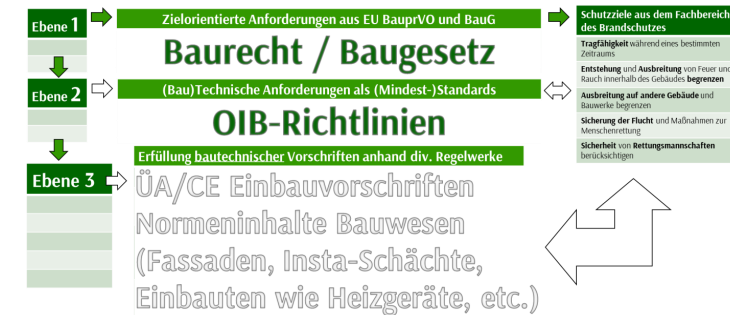 Ebene 1
Zielorientierte Anforderungen aus EU BauprVO und BauG
Baurecht / Baugesetz
Ebene 2
(Bau)Technische Anforderungen als (Mindest-)Standards
OIB-Richtlinien
Ebene 3
Erfüllung bautechnischer Vorschriften anhand div. Regelwerke
ÜA/CE Einbauvorschriften
Normeninhalte Bauwesen
(Fassaden, Insta-Schächte,
Einbauten wie Heizgeräte, etc.)
Schutzziele aus dem Fachbereich
des Brandschutzes
Tragfähigkeit während eines bestimmten
Zeitraums
Entstehung und Ausbreitung von Feuer und
Rauch innerhalb des Gebäudes begrenzen
Ausbreitung auf andere Gebäude und
Bauwerke begrenzen
Sicherung der Flucht und Maßnahmen zur
Menschenrettung
Sicherheit von Rettungsmannschaften
berücksichtigen